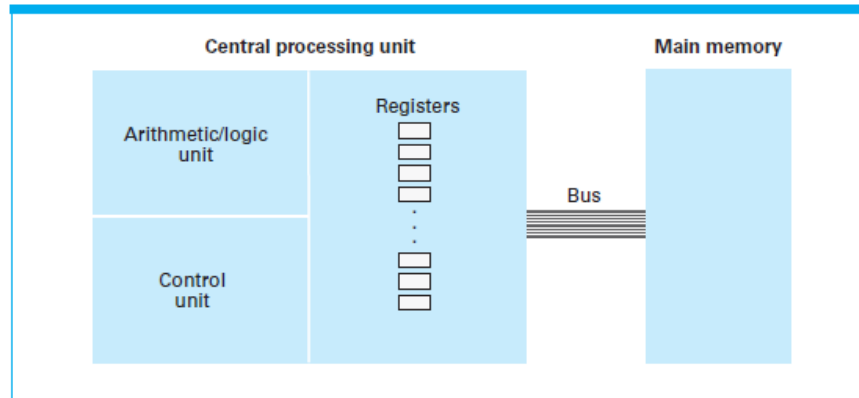 Central processing unit
Main memory
Arithmetic/logic
unit
Registers
Bus
Control
unit